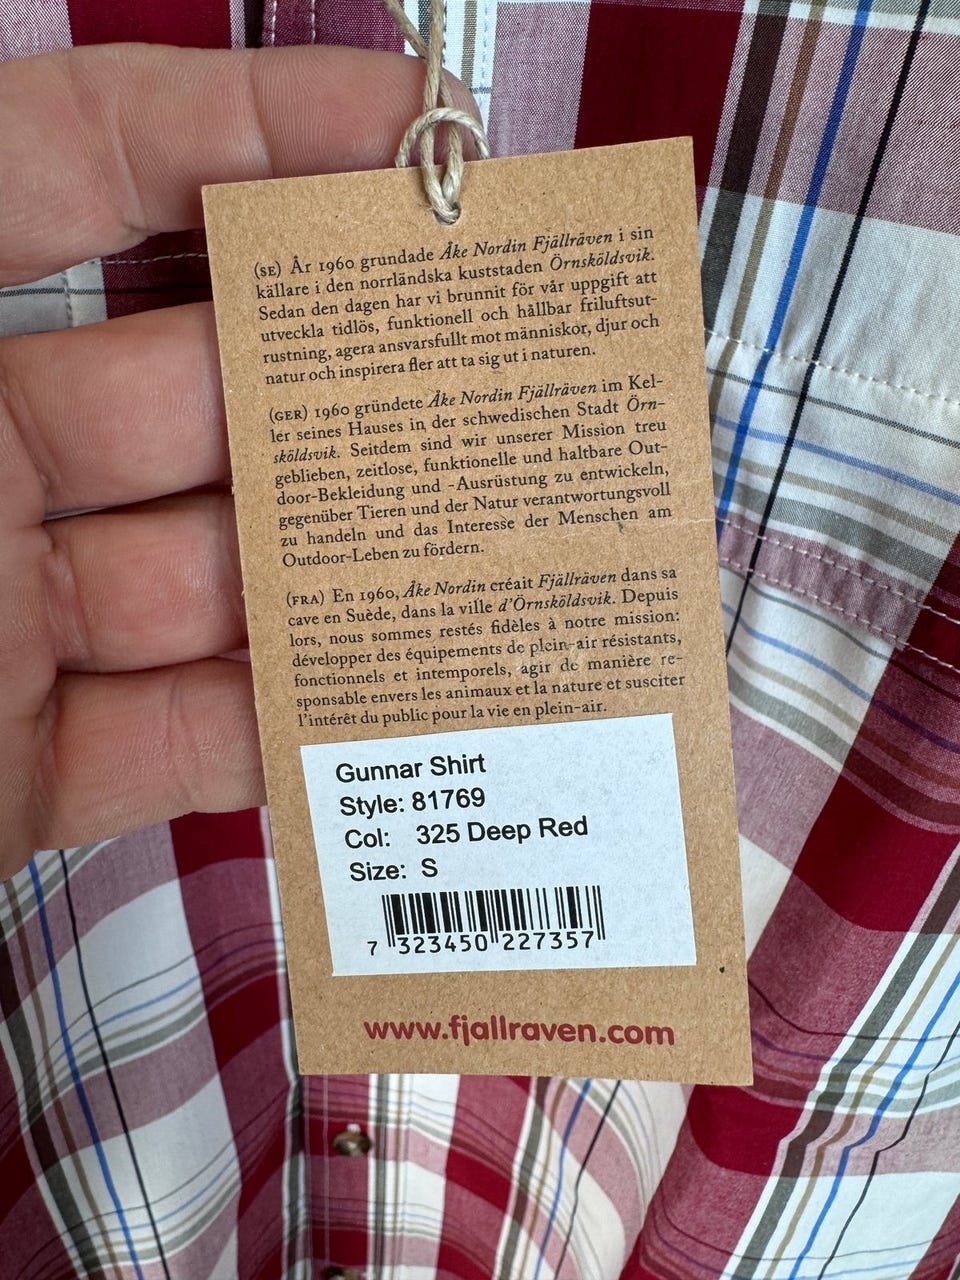 (SE) År 1960 grundade Åke Nordin Fjällräven i sin
källare i den norrländska kuststaden Örnsköldsvik.
Sedan den dagen har vi brunnit för vår uppgift att
utveckla tidlös, funktionell och hållbar friluftsut-
rustning, agera ansvarsfullt mot människor, djur och
natur och inspirera fler att ta sig ut i naturen.
(GER) 1960 gründete Åke Nordin Fjällräven im Kel-
ler seines Hauses in der schwedischen Stadt Örn-
sköldsvik. Seitdem sind wir unserer Mission treu
geblieben, zeitlose, funktionelle und haltbare Out-
door-Bekleidung und -Ausrüstung zu entwickeln,
gegenüber Tieren und der Natur verantwortungsvoll
zu handeln und das Interesse der Menschen am
Outdoor-Leben zu fördern.
(FRA) En 1960, Åke Nordin créait Fjällräven dans sa
cave en Suède, dans la ville d'Örnsköldsvik. Depuis
lors, nous sommes restés fidèles à notre mission:
développer des équipements de plein-air résistants,
fonctionnels et intemporels, agir de manière re-
sponsable envers les animaux et la nature et susciter
l'intérêt du public pour la vie en plein-air.
Gunnar Shirt
Style: 81769
Col: 325 Deep Red
Size: S
7 323450 227357
www.fjallraven.com